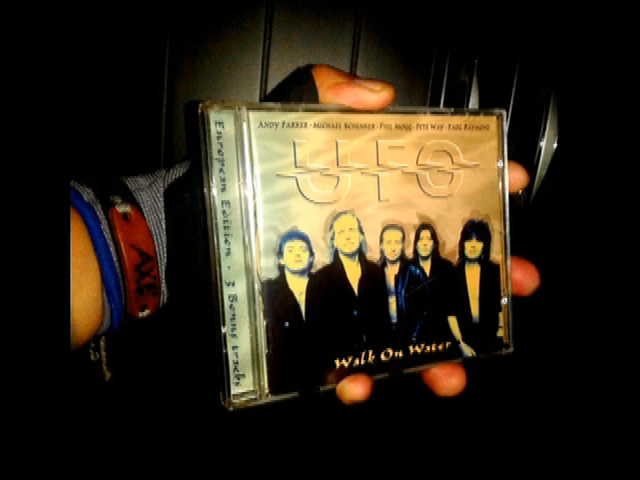 ANDY PARKER · MICHAEL SCHENKER · PHIL MOGG · PETE WAY · PAUL RAYMOND
UFO
Walk On Water
European Edition - 3 Bonus tracks
AXE